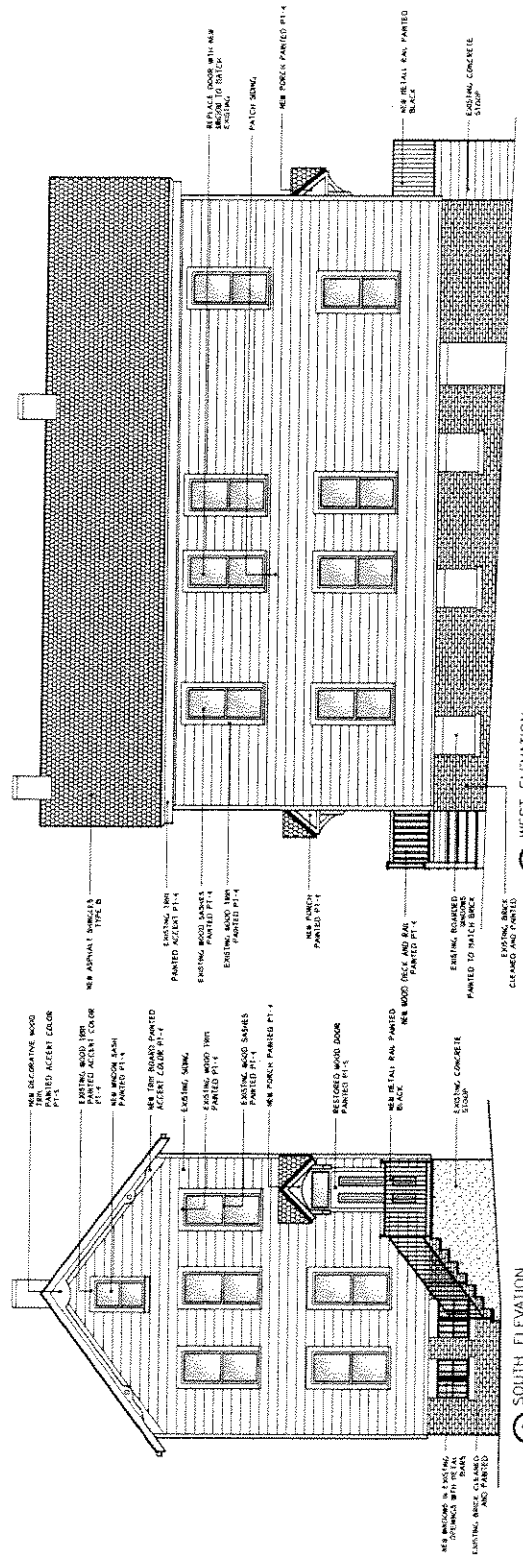 NEW DECORATIVE WOOD
TRIM
PAINTED ACCENT COLOR
PT-5
EXISTING WOOD TRIM
PAINTED ACCENT COLOR
PT-4
NEW WINDOW SASH
PAINTED PT-4
NEW TRIM BOARD PAINTED
ACCENT COLOR PT-4
EXISTING SIDING
EXISTING WOOD TRIM
PAINTED PT-4
EXISTING WOOD SASHES
PAINTED PT-4
NEW PORCH PAINTED PT-4
RESTORED WOOD DOOR
PAINTED PT-5
NEW METAL RAIL PAINTED
BLACK
EXISTING CONCRETE
STOOP
NEW WINDOWS IN EXISTING
OPENINGS WITH METAL
BARS
EXISTING BRICK CLEANED
AND PAINTED
SOUTH ELEVATION
NEW ASPHALT SHINGLES
TYPE B
EXISTING TRIM
PAINTED ACCENT PT-4
EXISTING WOOD SASHES
PAINTED PT-4
EXISTING WOOD TRIM
PAINTED PT-4
NEW PORCH
PAINTED PT-4
NEW WOOD DECK AND RAIL
PAINTED PT-4
EXISTING BOARDED
WINDOWS
PAINTED TO MATCH BRICK
EXISTING BRICK
CLEANED AND PAINTED
WEST ELEVATION
REPLACE DOOR WITH NEW
WINDOW TO MATCH
EXISTING
PATCH SIDING
NEW PORCH PAINTED PT-4
NEW METAL RAIL PAINTED
BLACK
EXISTING CONCRETE
STOOP